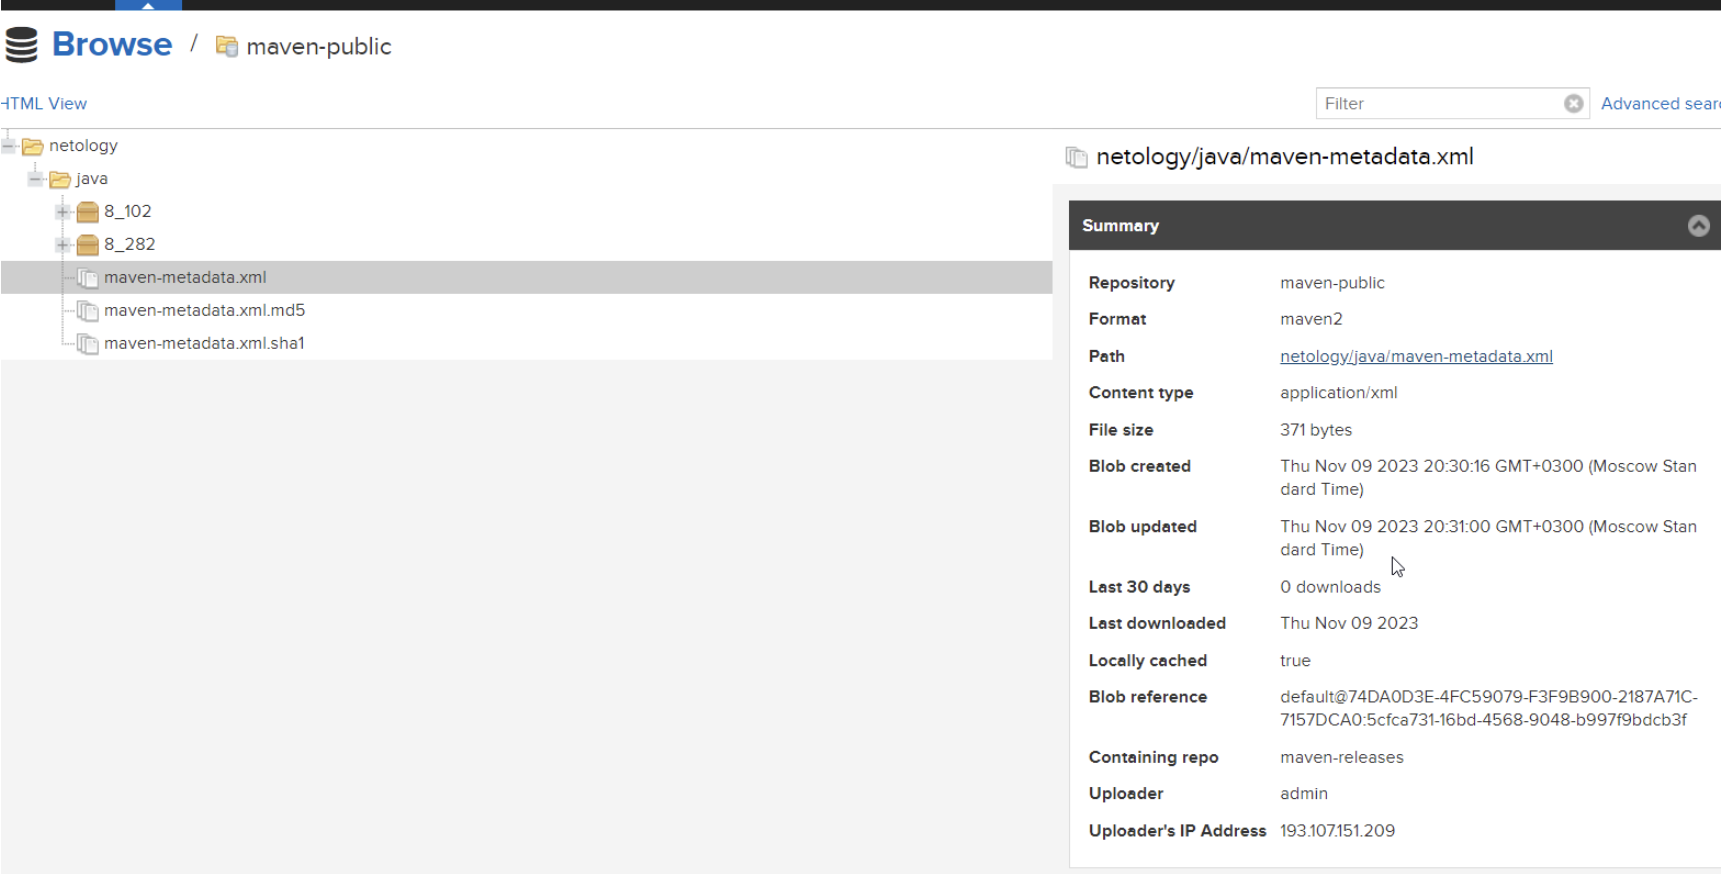 Browse / maven-public
HTML View
Filter
Advanced sear
netology
java
8_102
8_282
maven-metadata.xml
maven-metadata.xml.md5
maven-metadata.xml.sha1
netology/java/maven-metadata.xml
Summary
Repository maven-public
Format maven2
Path netology/java/maven-metadata.xml
Content type application/xml
File size 371 bytes
Blob created Thu Nov 09 2023 20:30:16 GMT+0300 (Moscow Stan
dard Time)
Blob updated Thu Nov 09 2023 20:31:00 GMT+0300 (Moscow Stan
dard Time)
Last 30 days 0 downloads
Last downloaded Thu Nov 09 2023
Locally cached true
Blob reference default@74DA0D3E-4FC59079-F3F9B900-2187A71C-
7157DCA0:5cfca731-16bd-4568-9048-b997f9bdcb3f
Containing repo maven-releases
Uploader admin
Uploader's IP Address 193.107.151.209